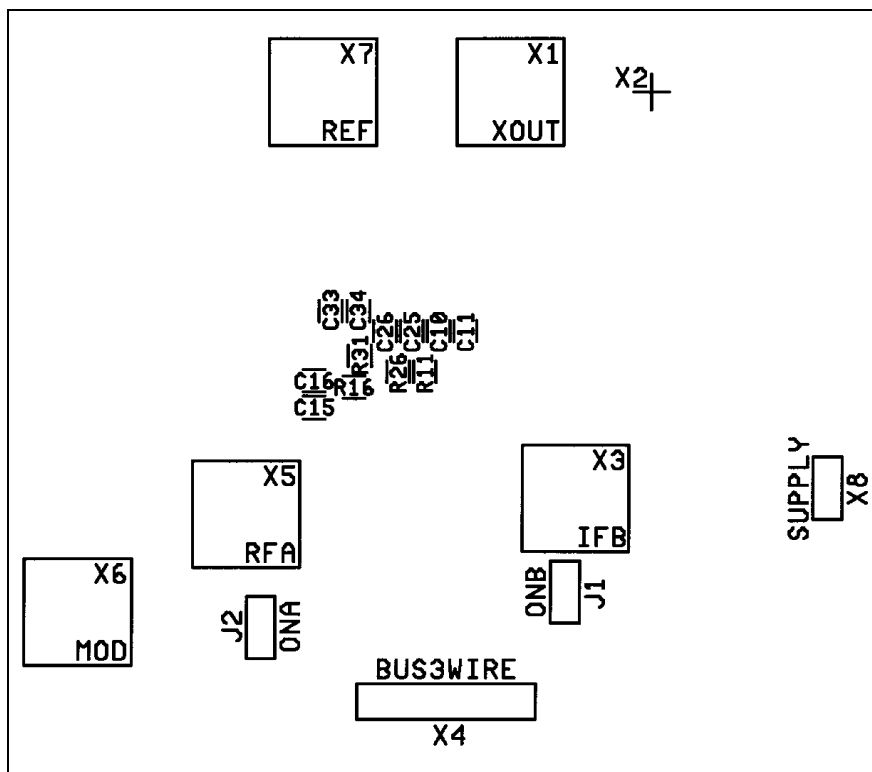 X7
REF
X1
XOUT
X2
C33
C34
C26
C25
C10
C11
R31
R26
R11
C16
R16
C15
X5
RFA
X3
IFB
SUPPLY
X8
X6
MOD
J2
ONA
ONB
J1
BUS3WIRE
X4